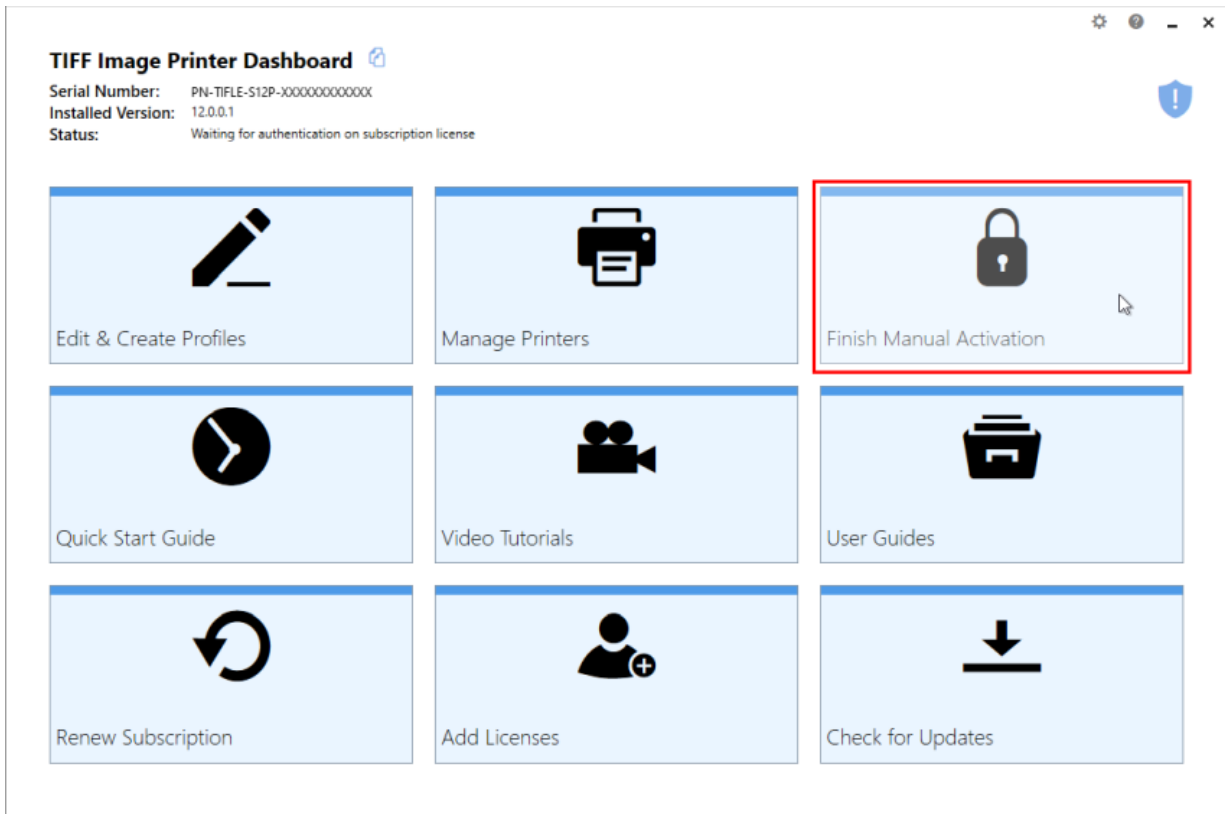 TIFF Image Printer Dashboard
Serial Number: PN-TIFLE-S12P-XXXXXXXXXXXX
Installed Version: 12.0.0.1
Status: Waiting for authentication on subscription license
Edit & Create Profiles
Manage Printers
Finish Manual Activation
Quick Start Guide
Video Tutorials
User Guides
Renew Subscription
Add Licenses
Check for Updates